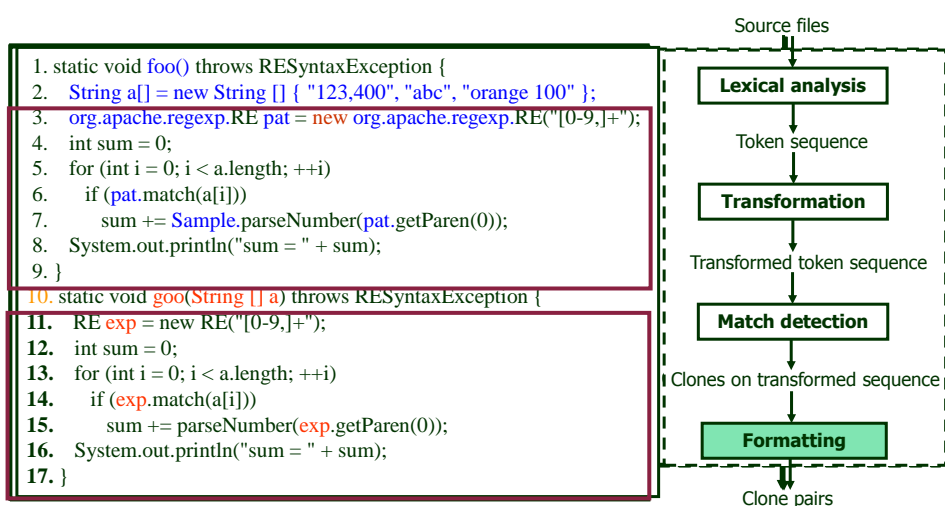 1. static void foo() throws RESyntaxException {
2. String a[] = new String [] { "123,400", "abc", "orange 100" };
3. org.apache.regexp.RE pat = new org.apache.regexp.RE("[0-9,]+");
4. int sum = 0;
5. for (int i = 0; i < a.length; ++i)
6. if (pat.match(a[i]))
7. sum += Sample.parseNumber(pat.getParen(0));
8. System.out.println("sum = " + sum);
9. }
10. static void goo(String [] a) throws RESyntaxException {
11. RE exp = new RE("[0-9,]+");
12. int sum = 0;
13. for (int i = 0; i < a.length; ++i)
14. if (exp.match(a[i]))
15. sum += parseNumber(exp.getParen(0));
16. System.out.println("sum = " + sum);
17. }
Source files
Lexical analysis
Token sequence
Transformation
Transformed token sequence
Match detection
Clones on transformed sequence
Formatting
Clone pairs